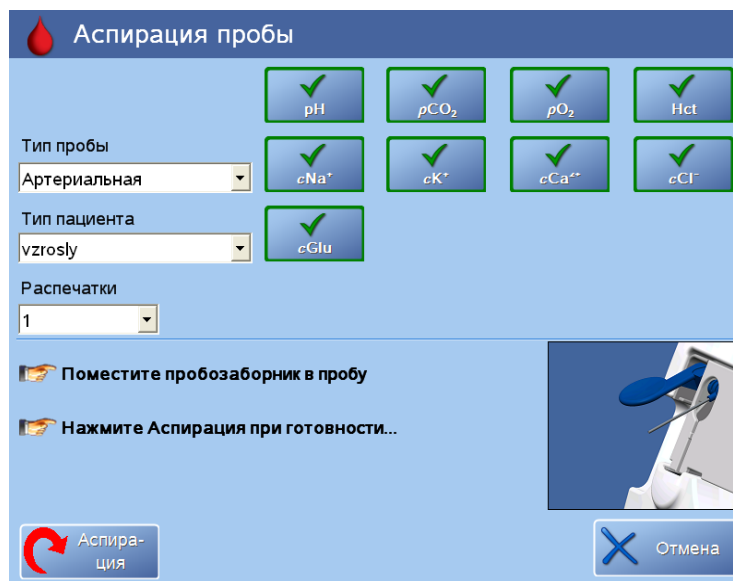 Аспирация пробы
pH pCO₂ pO₂ Hct
Тип пробы
Артериальная
cNa⁺ cK⁺ cCa²⁺ cCl⁻
Тип пациента
vzrosly
cGlu
Распечатки
1
Поместите пробозаборник в пробу
Нажмите Аспирация при готовности...
Аспира-
ция
Отмена